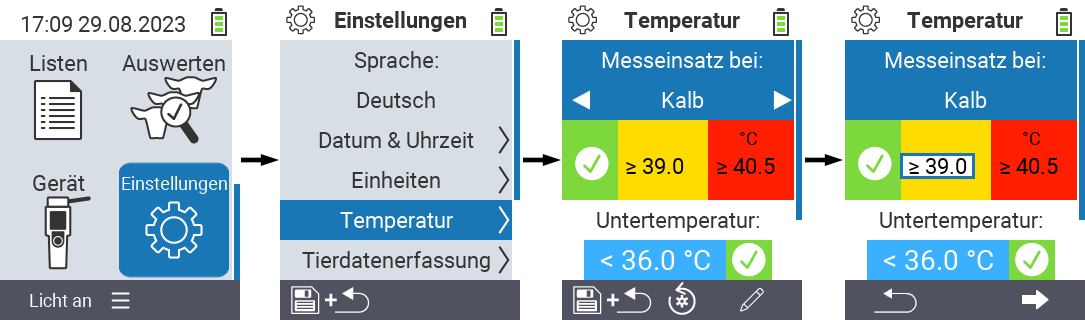 17:09 29.08.2023
Listen
Auswerten
Gerät
Einstellungen
Licht an
Einstellungen
Sprache:
Deutsch
Datum & Uhrzeit
Einheiten
Temperatur
Tierdatenerfassung
+
Temperatur
Messeinsatz bei:
Kalb
°C
≥ 39.0
≥ 40.5
Untertemperatur:
< 36.0 °C
+
Temperatur
Messeinsatz bei:
Kalb
°C
≥ 39.0
≥ 40.5
Untertemperatur:
< 36.0 °C